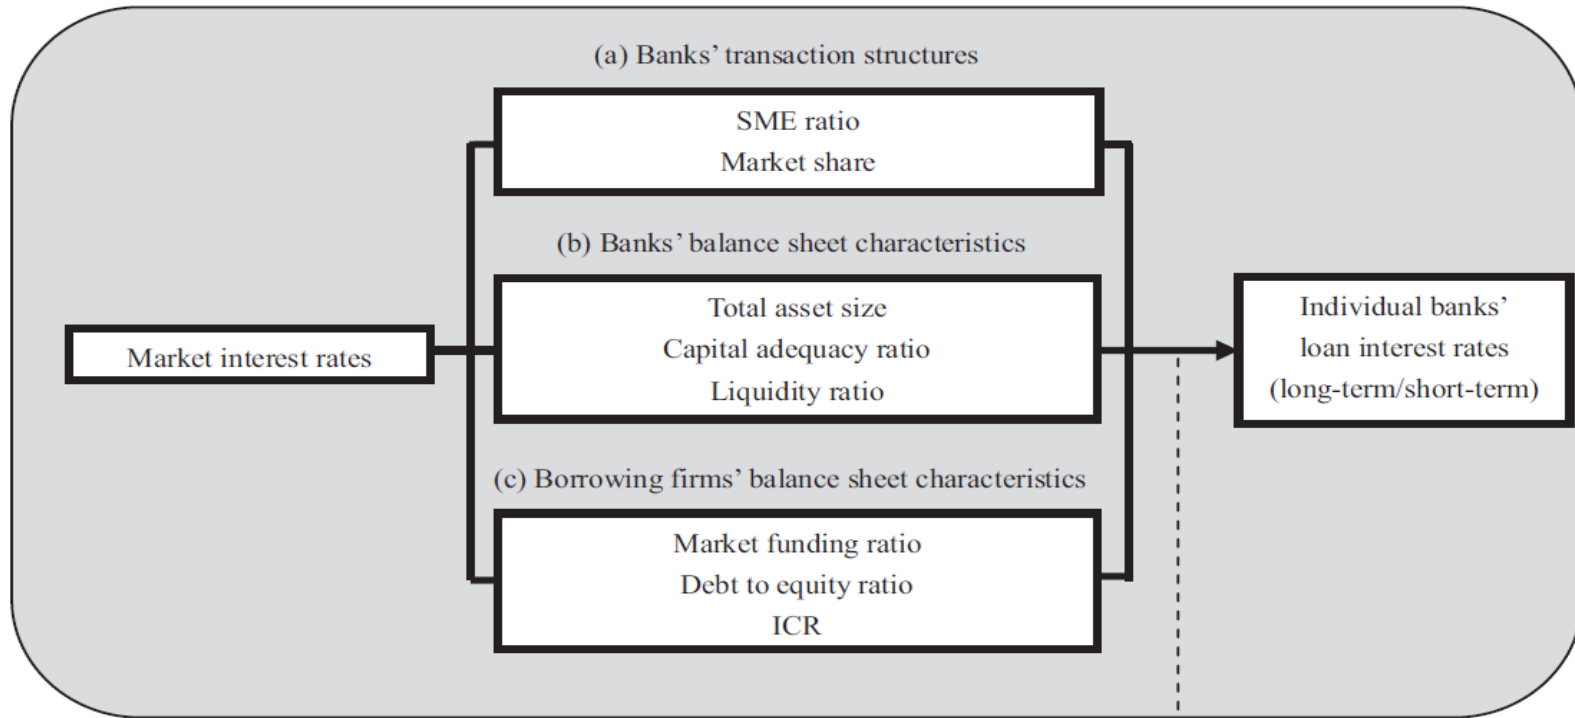 (a) Banks’ transaction structures
SME ratio
Market share
(b) Banks’ balance sheet characteristics
Market interest rates
Total asset size
Capital adequacy ratio
Liquidity ratio
Individual banks’
loan interest rates
(long-term/short-term)
(c) Borrowing firms’ balance sheet characteristics
Market funding ratio
Debt to equity ratio
ICR